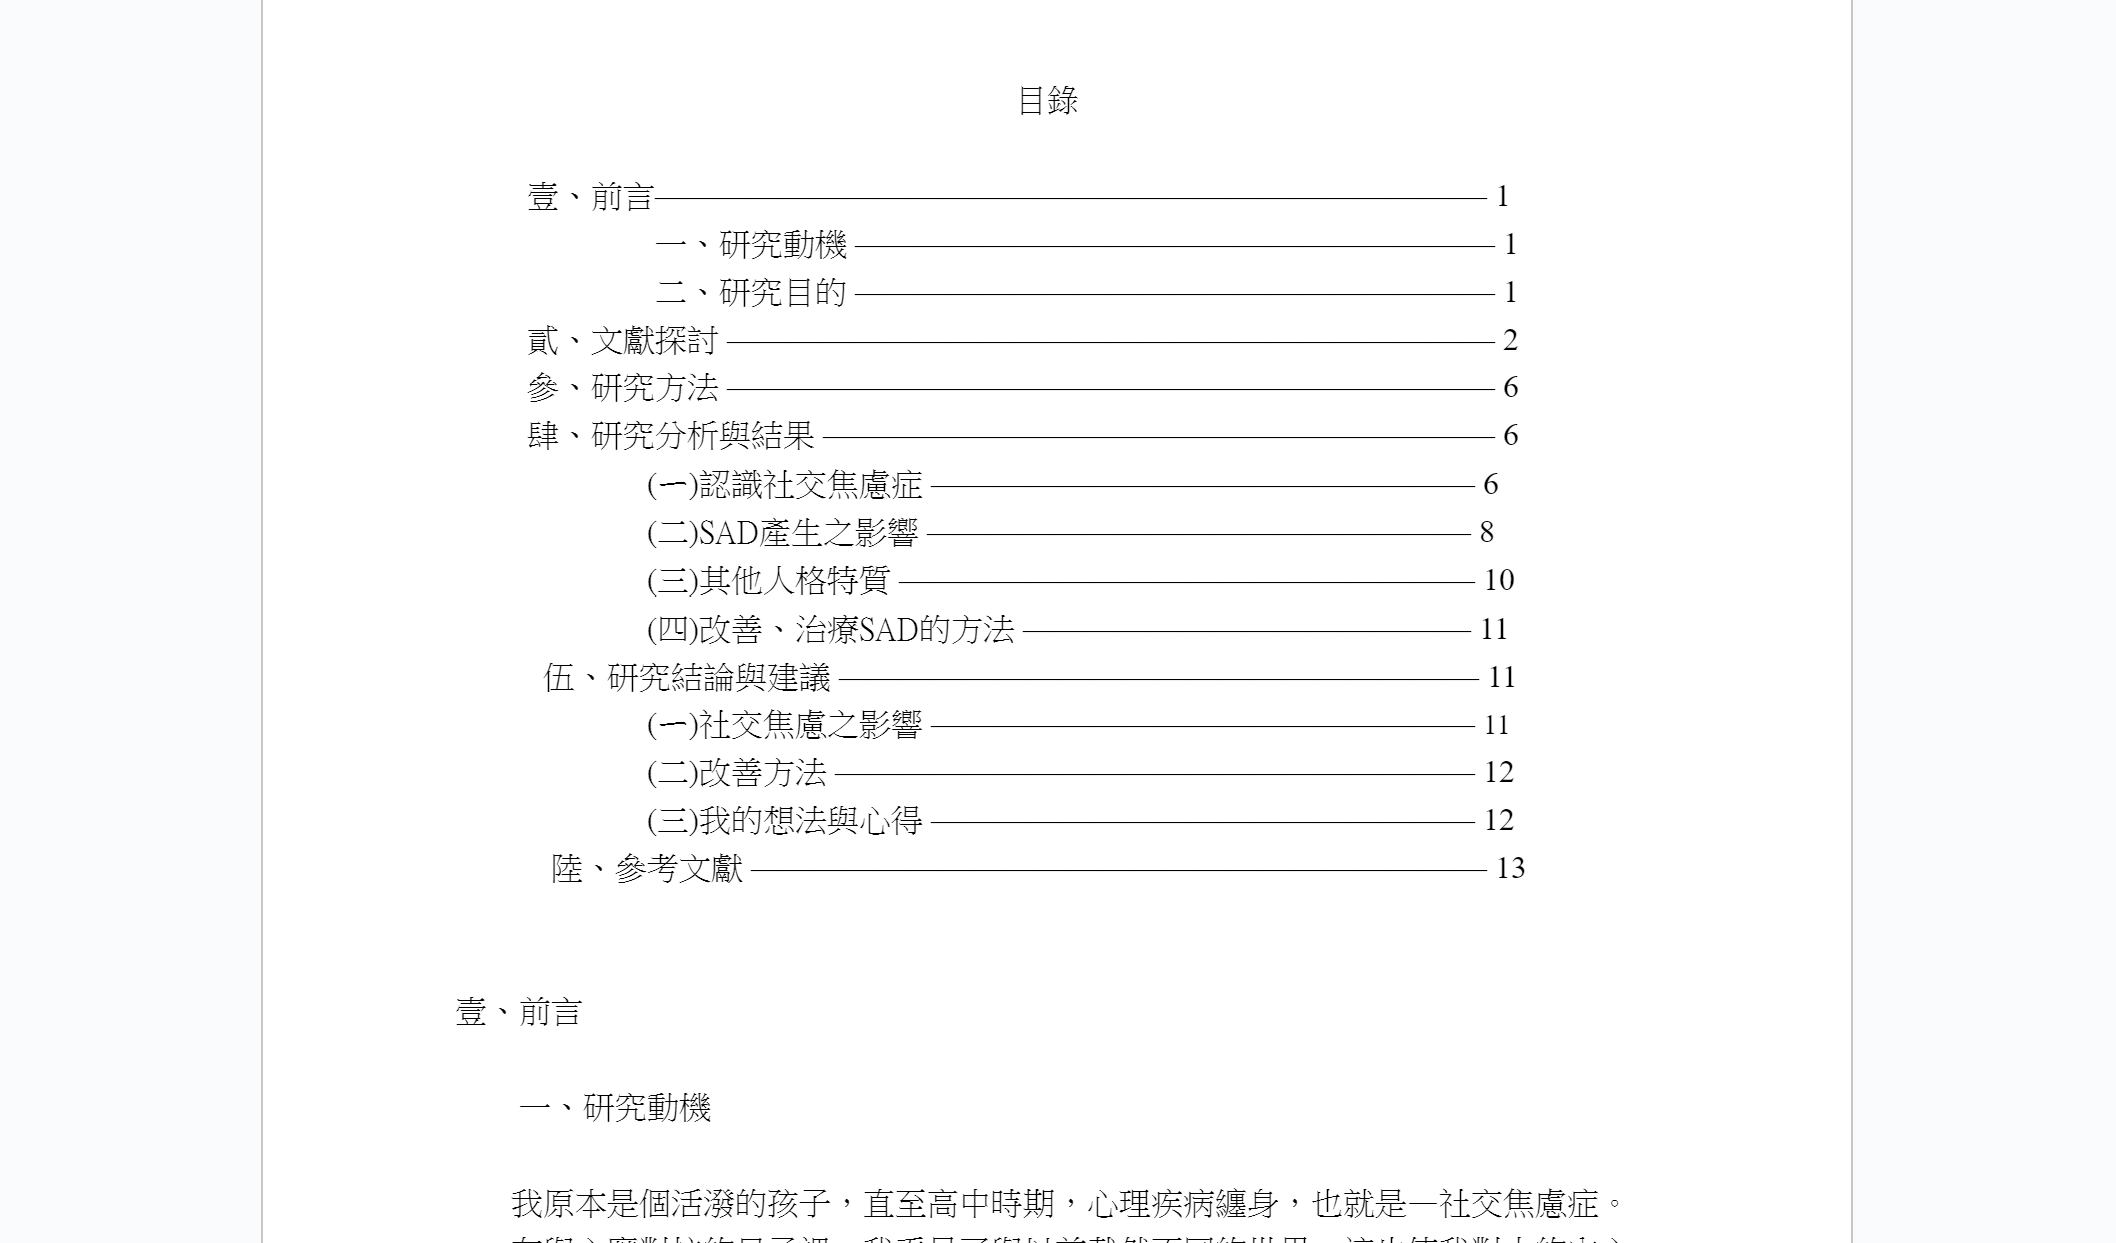 目錄
壹、前言—————————————————————————— 1
一、研究動機 ———————————————————— 1
二、研究目的 ———————————————————— 1
貳、文獻探討 ———————————————————————— 2
參、研究方法 ———————————————————————— 6
肆、研究分析與結果 ————————————————————— 6
(一)認識社交焦慮症 ————————————————— 6
(二)SAD產生之影響 ————————————————— 8
(三)其他人格特質 —————————————————— 10
(四)改善、治療SAD的方法 —————————————— 11
伍、研究結論與建議 ———————————————————— 11
(一)社交焦慮之影響 ————————————————— 11
(二)改善方法 ———————————————————— 12
(三)我的想法與心得 ————————————————— 12
陸、參考文獻 ——————————————————————— 13
壹、前言
一、研究動機
我原本是個活潑的孩子，直至高中時期，心理疾病纏身，也就是—社交焦慮症。